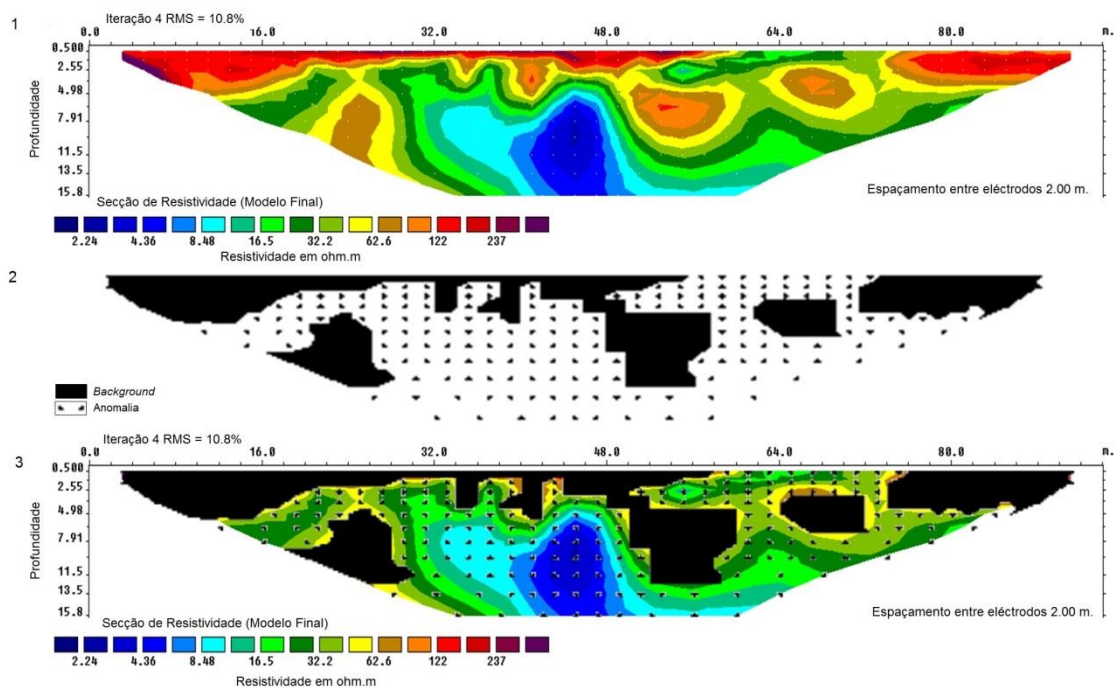 1
Iteração 4 RMS = 10.8%
0.0 16.0 32.0 48.0 64.0 80.0 m.
Profundidade
0.500
2.55
4.98
7.91
11.5
13.5
15.8
Secção de Resistividade (Modelo Final)
Espaçamento entre eléctrodos 2.00 m.
2.24 4.36 8.48 16.5 32.2 62.6 122 237
Resistividade em ohm.m
2
Background
Anomalia
3
Iteração 4 RMS = 10.8%
0.0 16.0 32.0 48.0 64.0 80.0 m.
Profundidade
0.500
2.55
4.98
7.91
11.5
13.5
15.8
Secção de Resistividade (Modelo Final)
Espaçamento entre eléctrodos 2.00 m.
2.24 4.36 8.48 16.5 32.2 62.6 122 237
Resistividade em ohm.m